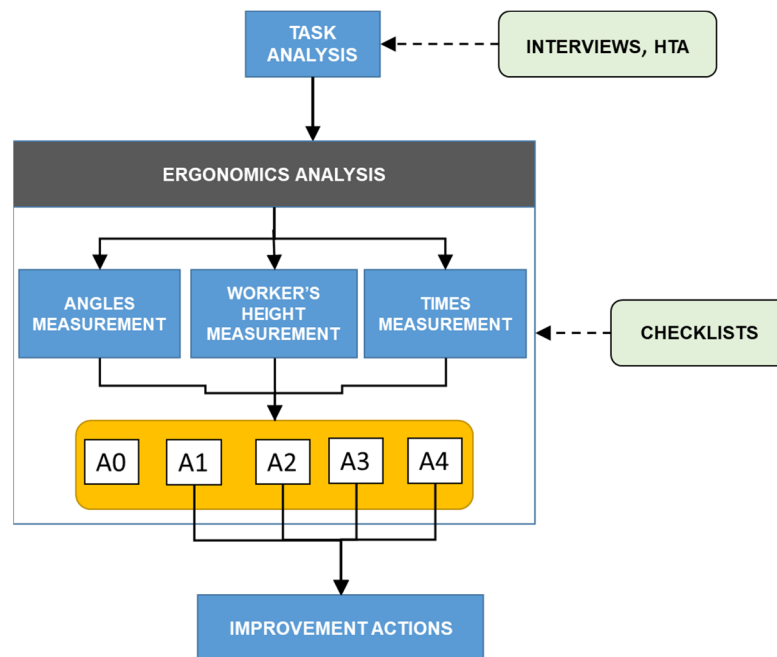 TASK
ANALYSIS
INTERVIEWS, HTA
ERGONOMICS ANALYSIS
ANGLES
MEASUREMENT
WORKER'S
HEIGHT
MEASUREMENT
TIMES
MEASUREMENT
CHECKLISTS
A0
A1
A2
A3
A4
IMPROVEMENT ACTIONS